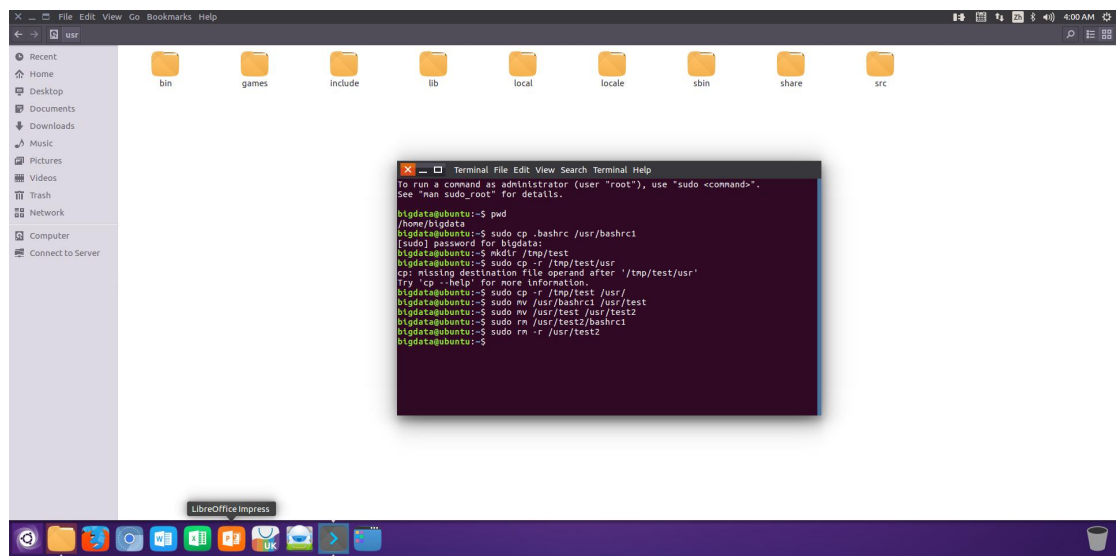 File Edit View Go Bookmarks Help
Zh 4:00 AM
usr
Recent
Home
Desktop
Documents
Downloads
Music
Pictures
Videos
Trash
Network
Computer
Connect to Server
bin games include lib local locale sbin share src
Terminal File Edit View Search Terminal Help
To run a command as administrator (user "root"), use "sudo <command>".
See "man sudo_root" for details.
bigdata@ubuntu:~$ pwd
/home/bigdata
bigdata@ubuntu:~$ sudo cp .bashrc /usr/bashrc1
[sudo] password for bigdata:
bigdata@ubuntu:~$ mkdir /tmp/test
bigdata@ubuntu:~$ sudo cp -r /tmp/test/usr
cp: missing destination file operand after '/tmp/test/usr'
Try 'cp --help' for more information.
bigdata@ubuntu:~$ sudo cp -r /tmp/test /usr/
bigdata@ubuntu:~$ sudo mv /usr/bashrc1 /usr/test
bigdata@ubuntu:~$ sudo mv /usr/test /usr/test2
bigdata@ubuntu:~$ sudo rm /usr/test2/bashrc1
bigdata@ubuntu:~$ sudo rm -r /usr/test2
bigdata@ubuntu:~$
LibreOffice Impress
UK